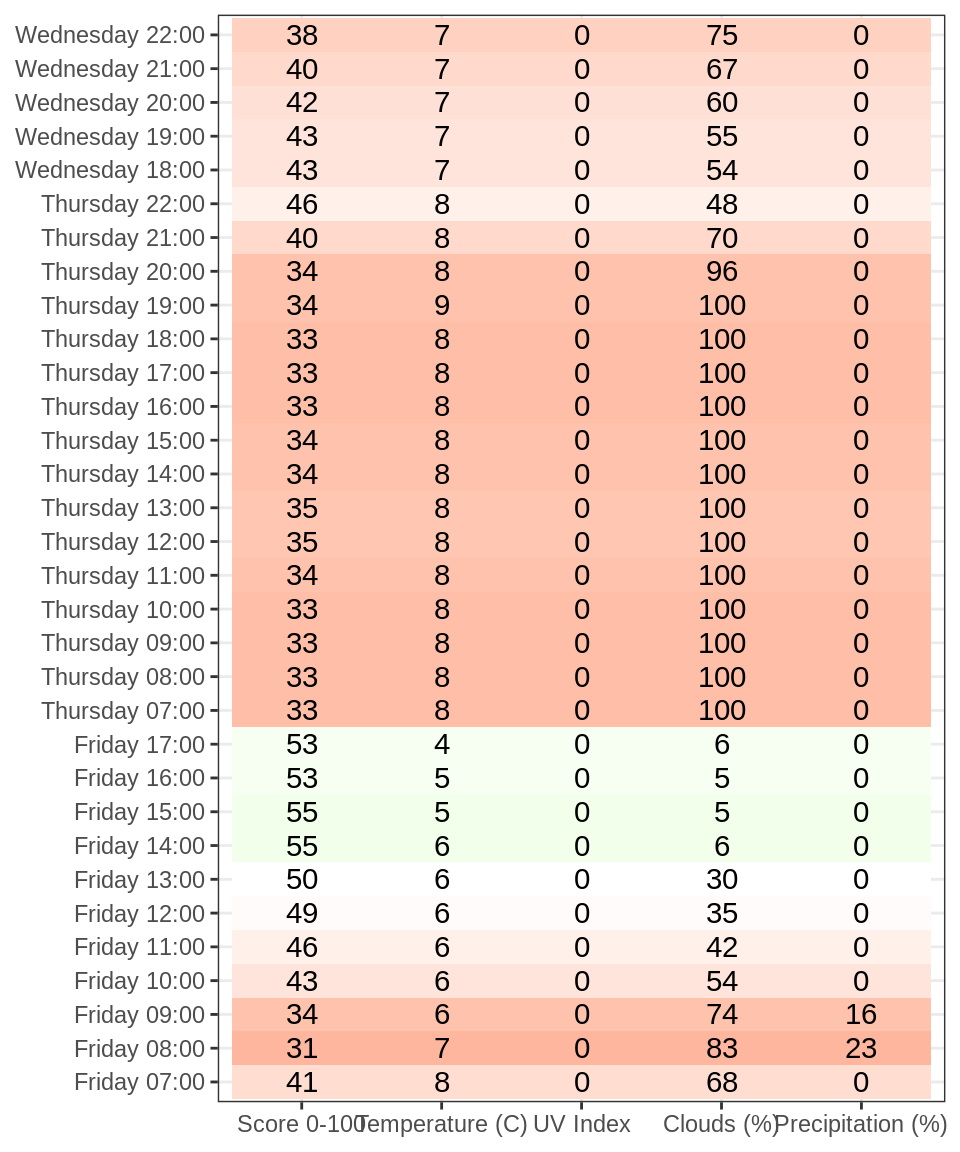 Wednesday 22:00 38 7 0 75 0
Wednesday 21:00 40 7 0 67 0
Wednesday 20:00 42 7 0 60 0
Wednesday 19:00 43 7 0 55 0
Wednesday 18:00 43 7 0 54 0
Thursday 22:00 46 8 0 48 0
Thursday 21:00 40 8 0 70 0
Thursday 20:00 34 8 0 96 0
Thursday 19:00 34 9 0 100 0
Thursday 18:00 33 8 0 100 0
Thursday 17:00 33 8 0 100 0
Thursday 16:00 33 8 0 100 0
Thursday 15:00 34 8 0 100 0
Thursday 14:00 34 8 0 100 0
Thursday 13:00 35 8 0 100 0
Thursday 12:00 35 8 0 100 0
Thursday 11:00 34 8 0 100 0
Thursday 10:00 33 8 0 100 0
Thursday 09:00 33 8 0 100 0
Thursday 08:00 33 8 0 100 0
Thursday 07:00 33 8 0 100 0
Friday 17:00 53 4 0 6 0
Friday 16:00 53 5 0 5 0
Friday 15:00 55 5 0 5 0
Friday 14:00 55 6 0 6 0
Friday 13:00 50 6 0 30 0
Friday 12:00 49 6 0 35 0
Friday 11:00 46 6 0 42 0
Friday 10:00 43 6 0 54 0
Friday 09:00 34 6 0 74 16
Friday 08:00 31 7 0 83 23
Friday 07:00 41 8 0 68 0
Score 0-100 Temperature (C) UV Index Clouds (%) Precipitation (%)